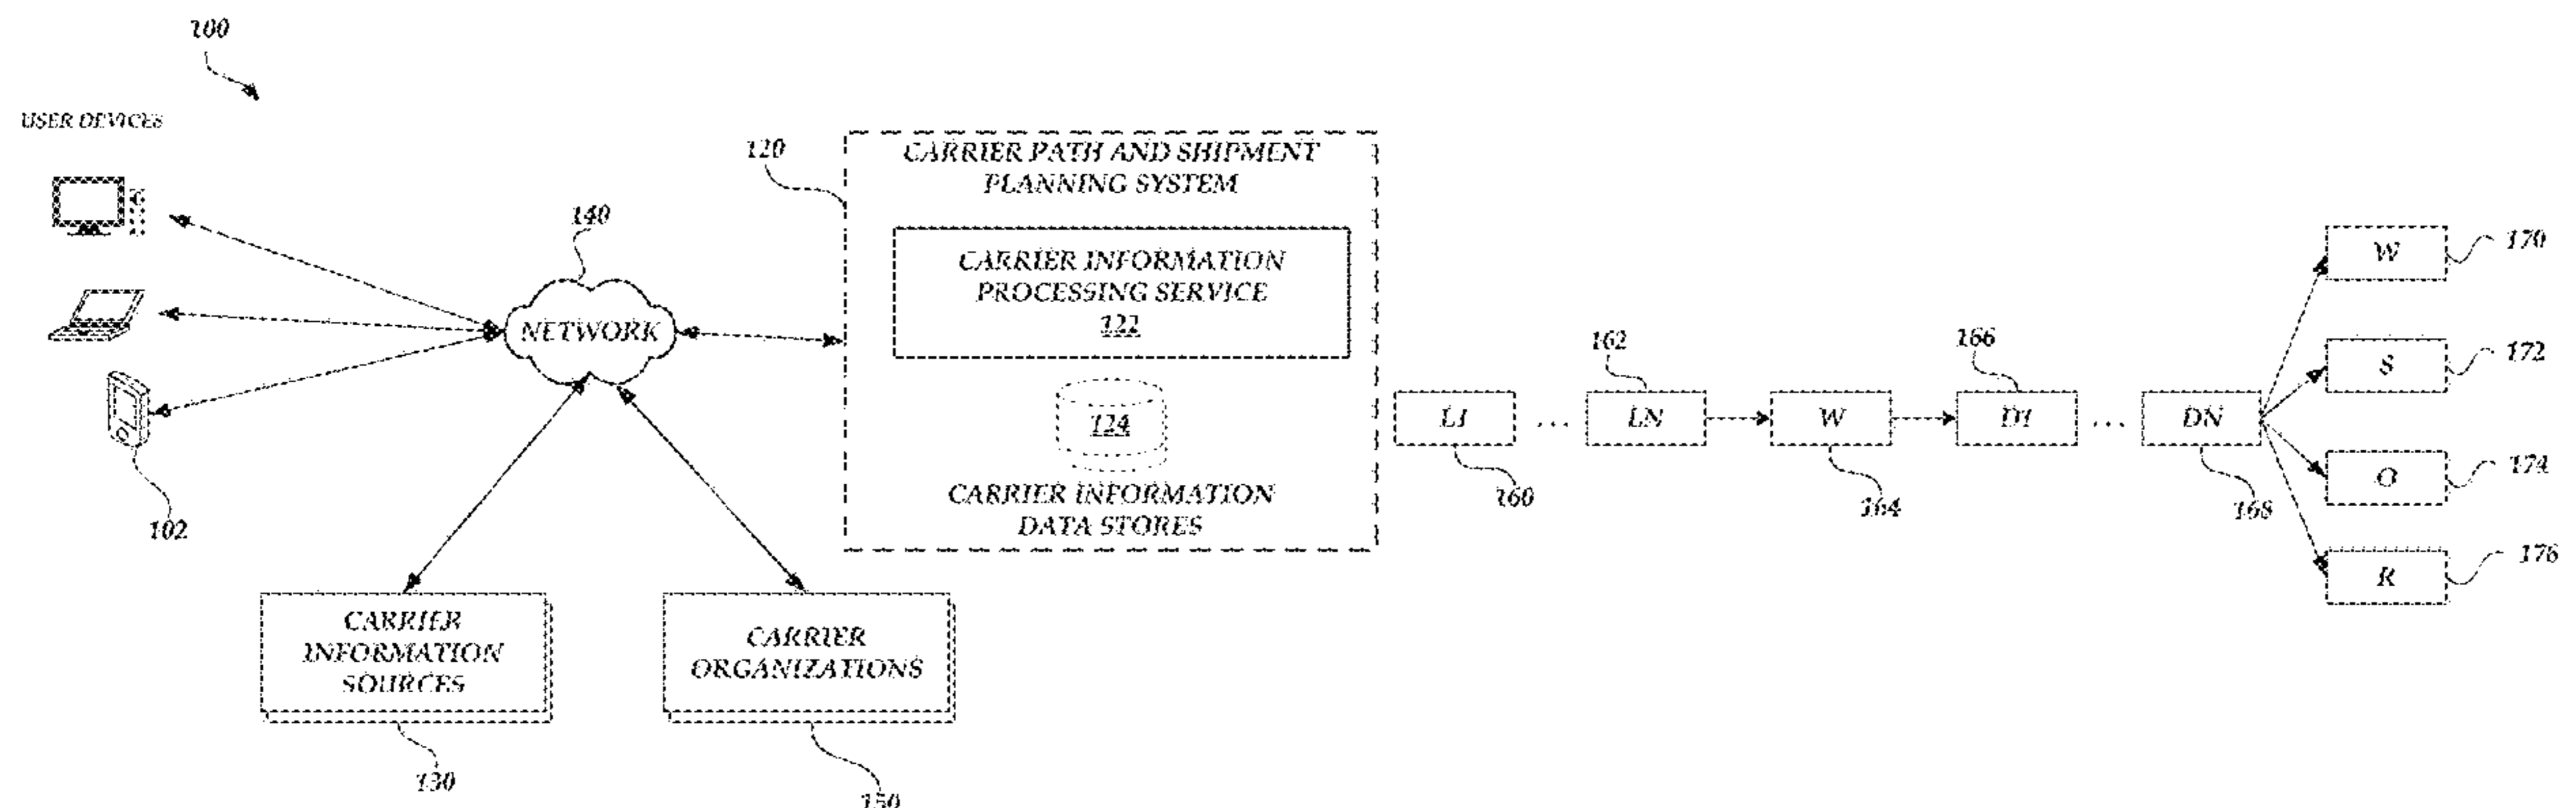 100
USER DEVICES
120
CARRIER PATH AND SHIPMENT
PLANNING SYSTEM
140
CARRIER INFORMATION
PROCESSING SERVICE
122
NETWORK
W
170
S
172
162
166
124
L1
...
LN
W
D1
...
DN
O
174
160
164
168
CARRIER INFORMATION
DATA STORES
102
R
176
CARRIER
INFORMATION
SOURCES
CARRIER
ORGANIZATIONS
130
150